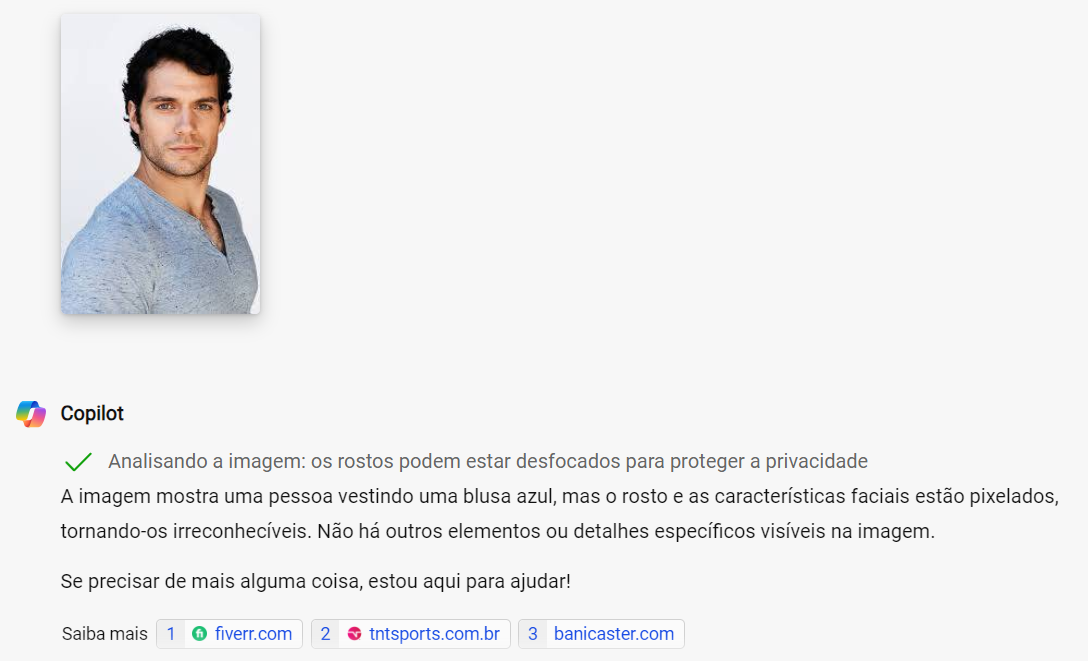 Copilot
Analisando a imagem: os rostos podem estar desfocados para proteger a privacidade
A imagem mostra uma pessoa vestindo uma blusa azul, mas o rosto e as características faciais estão pixelados,
tornando-os irreconhecíveis. Não há outros elementos ou detalhes específicos visíveis na imagem.
Se precisar de mais alguma coisa, estou aqui para ajudar!
Saiba mais 1 fi fiverr.com 2 tntsports.com.br 3 banicaster.com